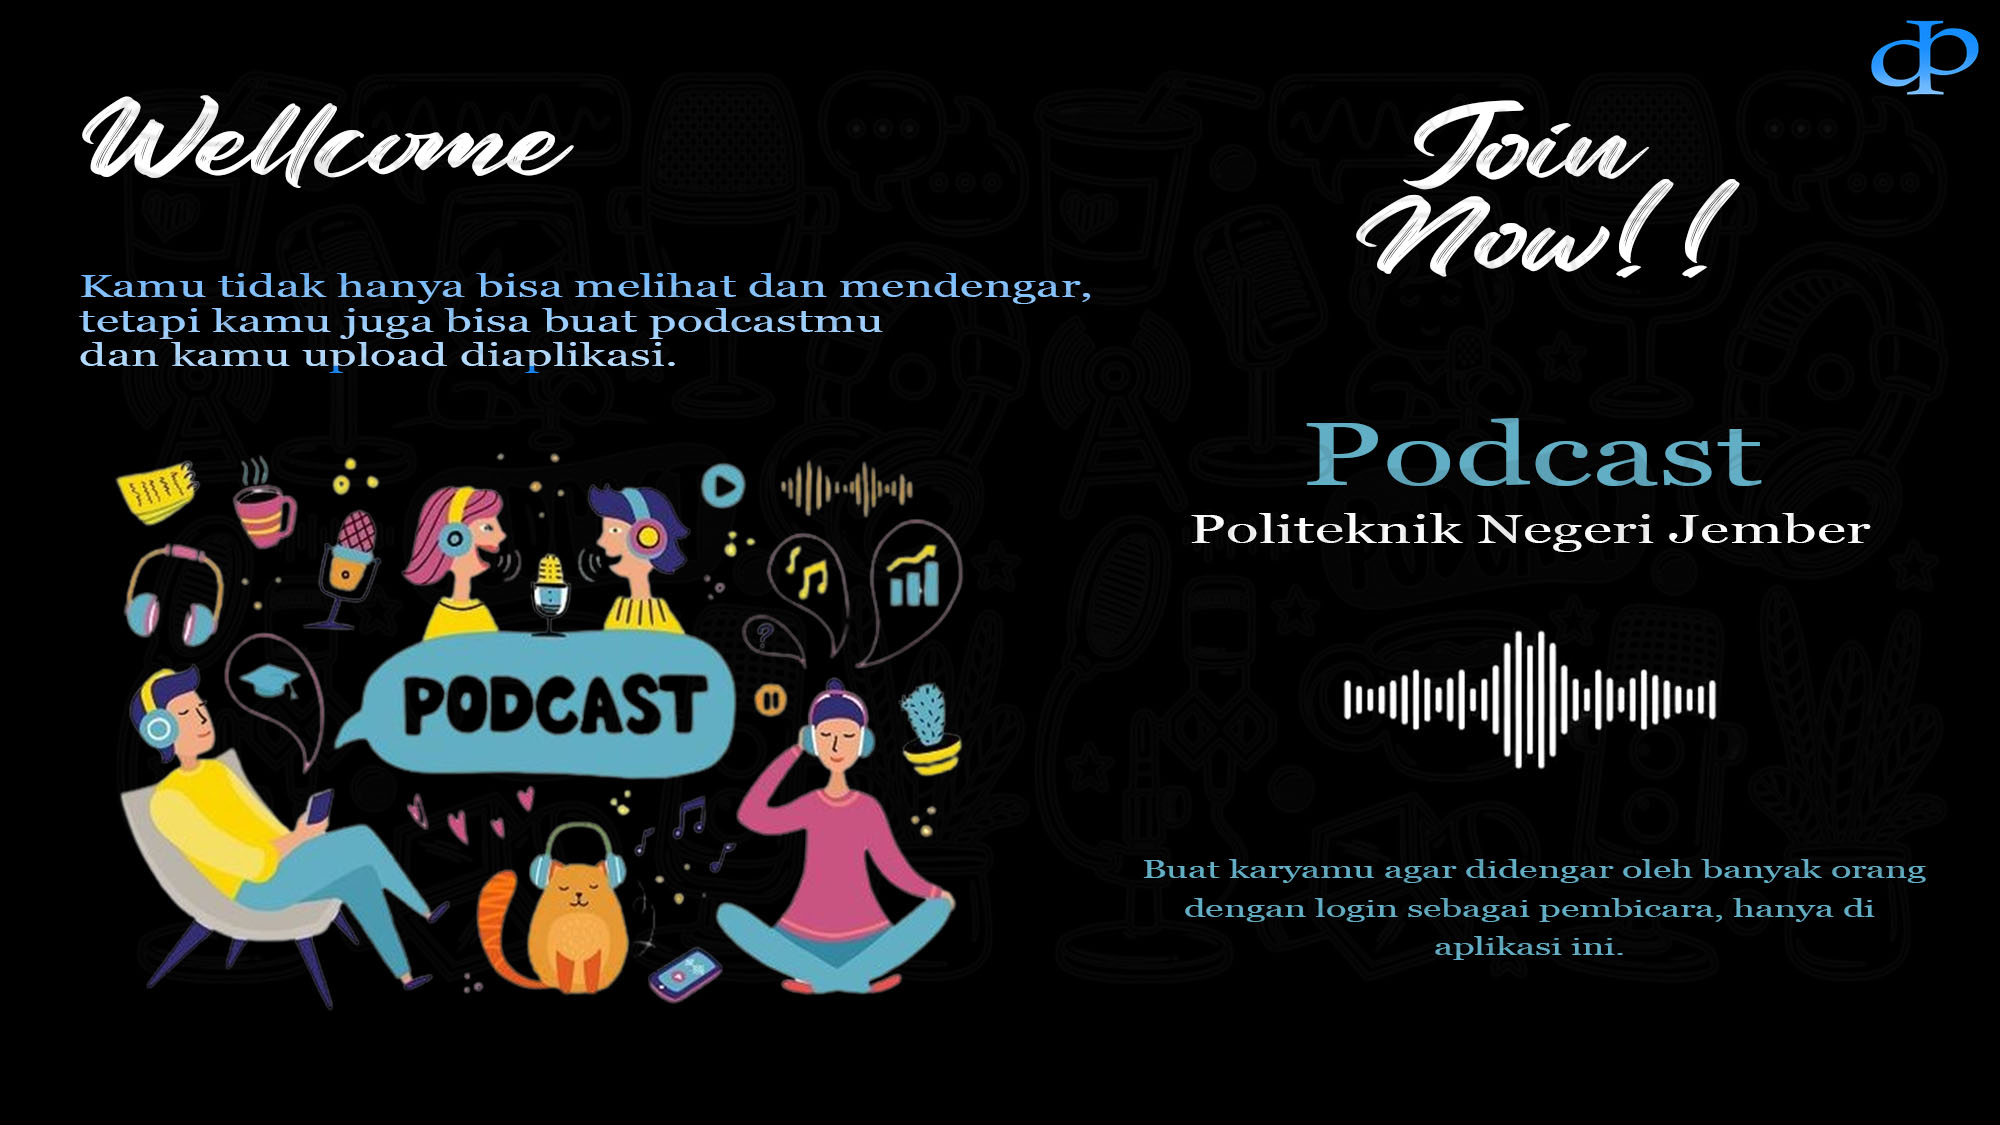 Wellcome
Kamu tidak hanya bisa melihat dan mendengar,
tetapi kamu juga bisa buat podcastmu
dan kamu upload diaplikasi.
PODCAST
?
Join
Now!!
Podcast
Politeknik Negeri Jember
Buat karyamu agar didengar oleh banyak orang
dengan login sebagai pembicara, hanya di
aplikasi ini.